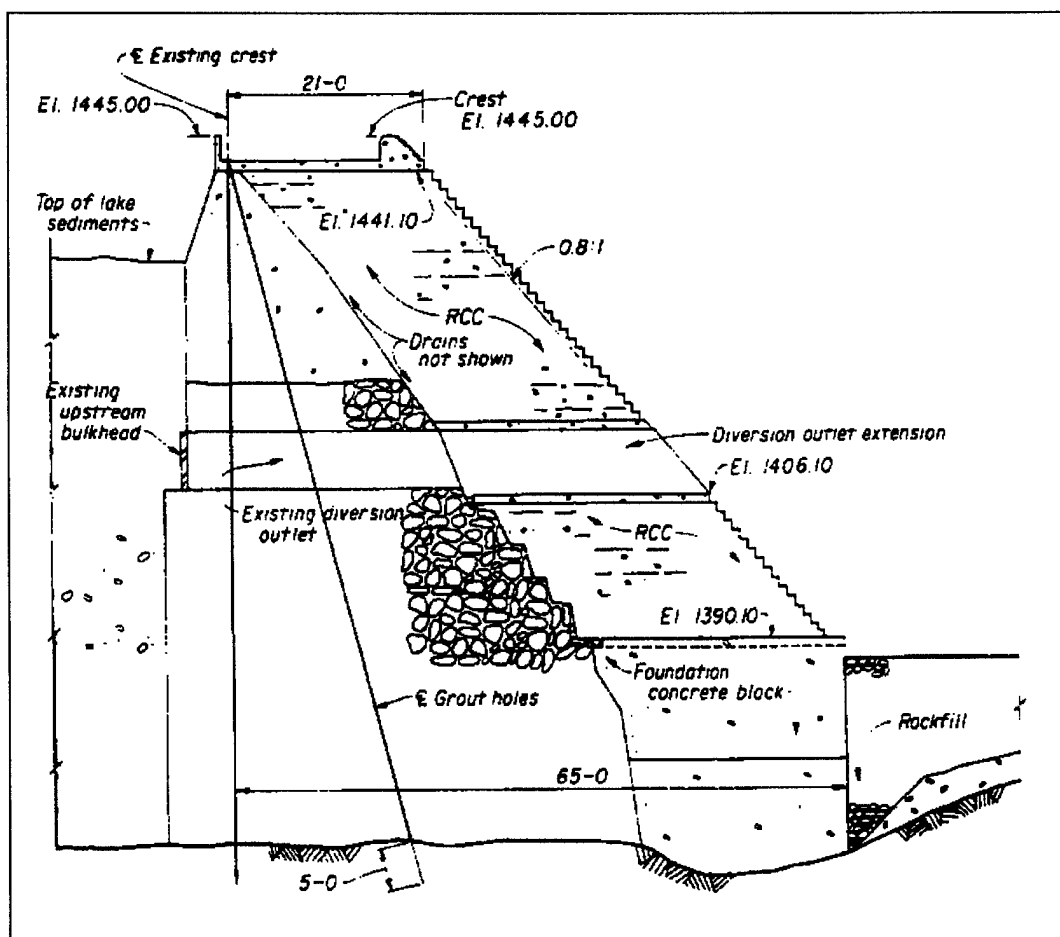 ℄ Existing crest
21-0
El. 1445.00
Crest
El. 1445.00
Top of lake
sediments
El. 1441.10
0.8:1
RCC
Drains
not shown
Existing
upstream
bulkhead
Diversion outlet extension
El. 1406.10
Existing diversion
outlet
RCC
El 1390.10
Foundation
concrete block
℄ Grout holes
Rockfill
65-0
5-0